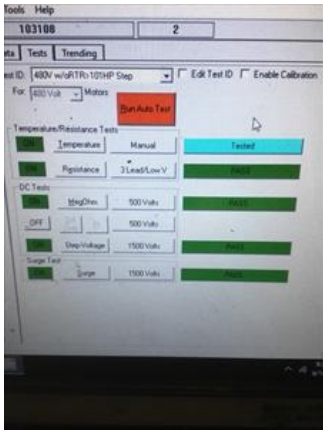 Tools Help
103108 2
Tests Trending
Test ID: 480V w/oRTR>101HP Step Edit Test ID Enable Calibration
For: 480 Volt Motors
Run Auto Test
Temperature/Resistance Tests
ON Temperature Manual Tested
ON Resistance 3 Lead/Low V PASS
DC Tests
ON MegOhm 500 Volts PASS
OFF 500 Volts
ON Step-Voltage 1500 Volts PASS
Surge Test
ON Surge 1500 Volts PASS